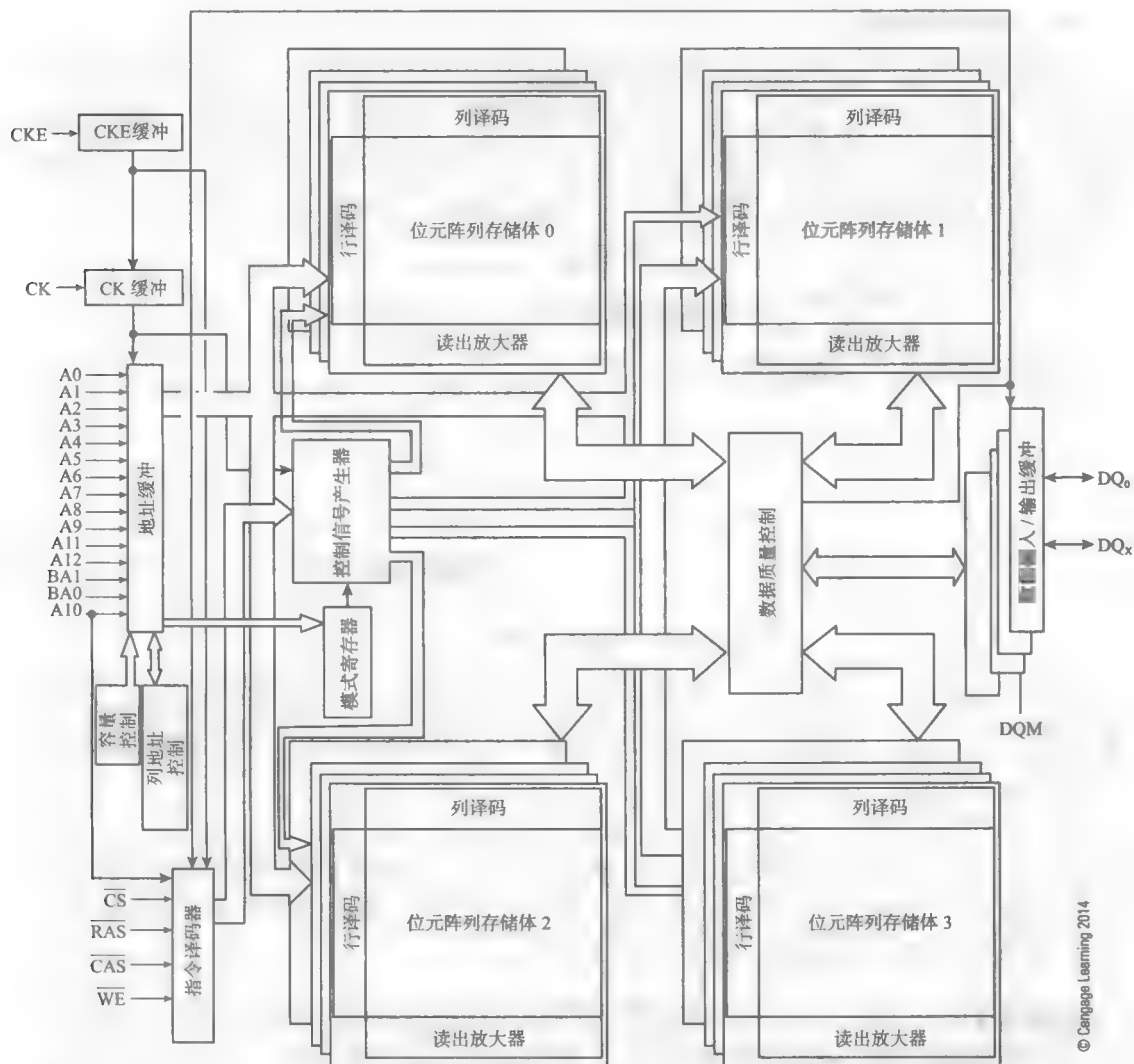 列译码
行译码
位元阵列存储体 0
读出放大器
列译码
行译码
位元阵列存储体 1
读出放大器
CKE
CKE缓冲
CK
CK 缓冲
A0
A1
A2
A3
A4
A5
A6
A7
A8
A9
A11
A12
BA1
BA0
A10
地址缓冲
控制信号产生器
模式寄存器
数据质量控制
入 / 输出缓冲
DQ₀
DQₓ
DQM
容量
控制
列地址
控制
C̅S̅
R̅A̅S̅
C̅A̅S̅
W̅E̅
指令译码器
列译码
行译码
位元阵列存储体 2
读出放大器
列译码
行译码
位元阵列存储体 3
读出放大器
© Cengage Learning 2014